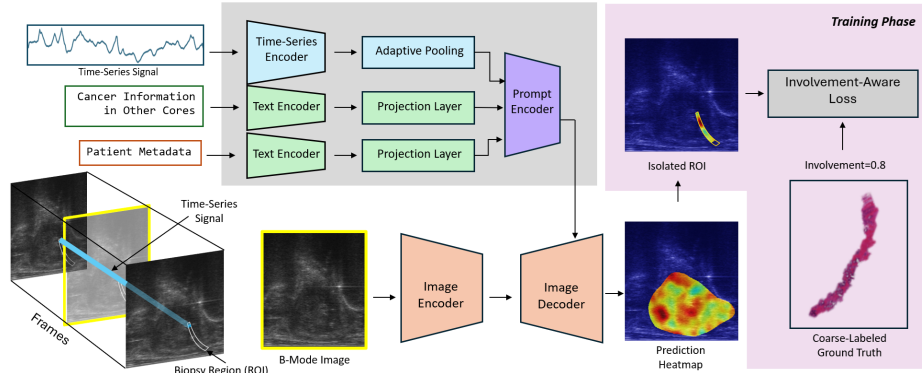 Training Phase
Time-Series Signal
Time-Series
Encoder
Adaptive Pooling
Cancer Information
in Other Cores
Text Encoder
Projection Layer
Prompt
Encoder
Patient Metadata
Text Encoder
Projection Layer
Involvement-Aware
Loss
Isolated ROI
Involvement=0.8
Time-Series
Signal
Frames
Biopsy Region (ROI)
B-Mode Image
Image
Encoder
Image
Decoder
Prediction
Heatmap
Coarse-Labeled
Ground Truth